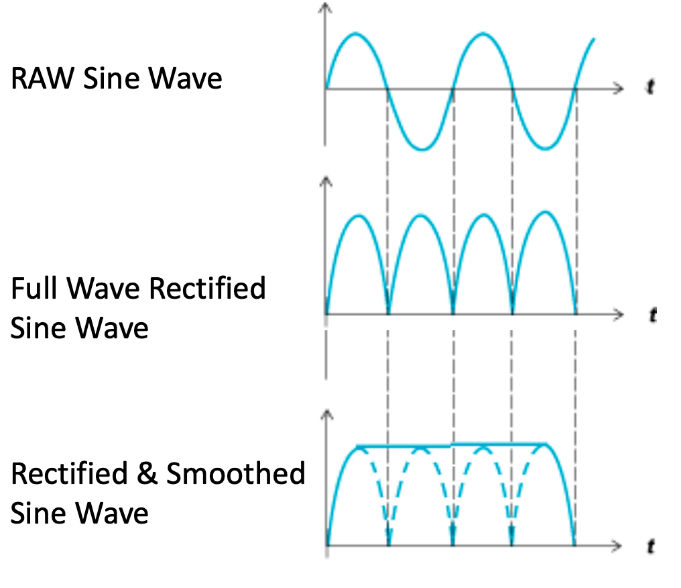 RAW Sine Wave
t
Full Wave Rectified
Sine Wave
t
Rectified & Smoothed
Sine Wave
t